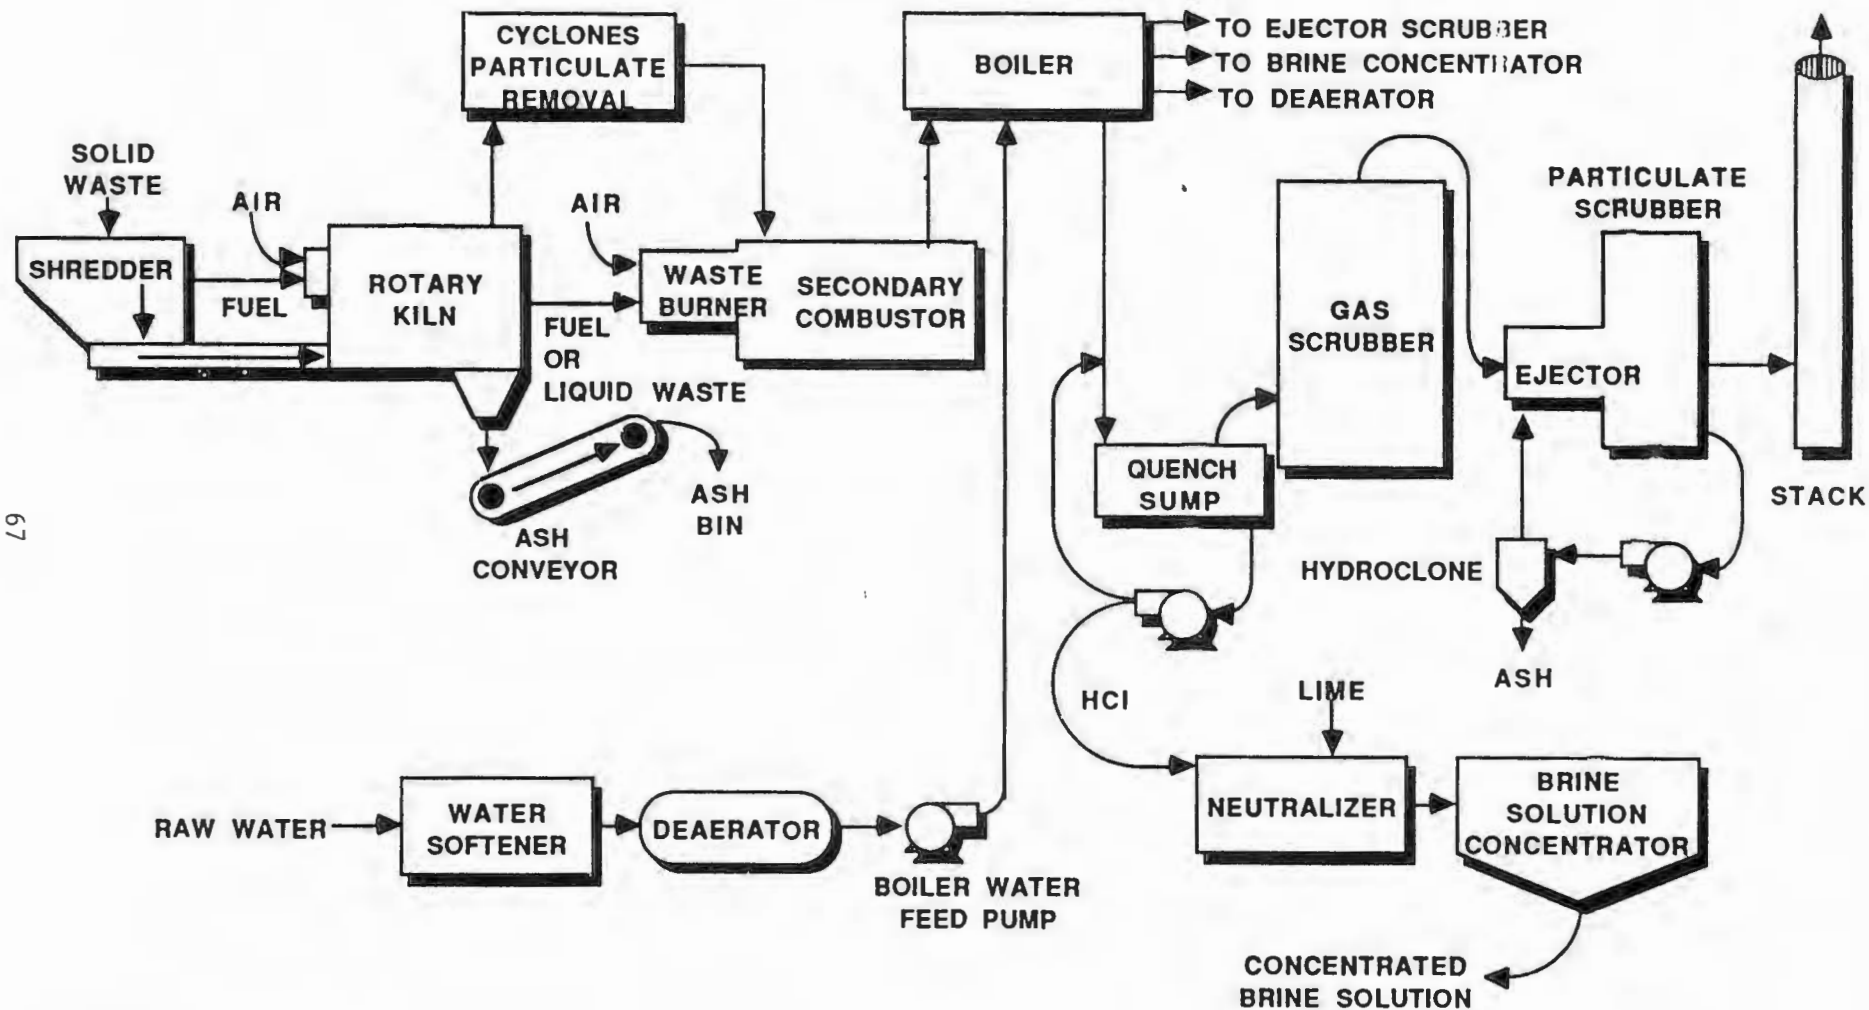 CYCLONES
PARTICULATE
REMOVAL
BOILER
TO EJECTOR SCRUBBER
TO BRINE CONCENTRATOR
TO DEAERATOR
SOLID
WASTE
AIR
SHREDDER
FUEL
ROTARY
KILN
AIR
WASTE
BURNER
SECONDARY
COMBUSTOR
FUEL
OR
LIQUID WASTE
GAS
SCRUBBER
PARTICULATE
SCRUBBER
EJECTOR
STACK
QUENCH
SUMP
ASH
BIN
ASH
CONVEYOR
HYDROCLONE
ASH
67
HCl
LIME
RAW WATER
WATER
SOFTENER
DEAERATOR
BOILER WATER
FEED PUMP
NEUTRALIZER
BRINE
SOLUTION
CONCENTRATOR
CONCENTRATED
BRINE SOLUTION